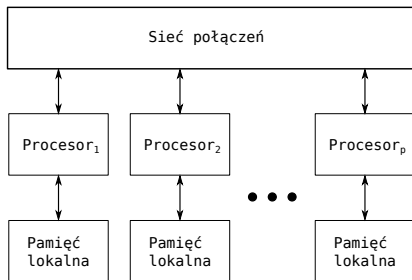 Sieć połączeń
Procesor₁ Procesor₂ Procesorₚ
Pamięć Pamięć Pamięć
lokalna lokalna lokalna